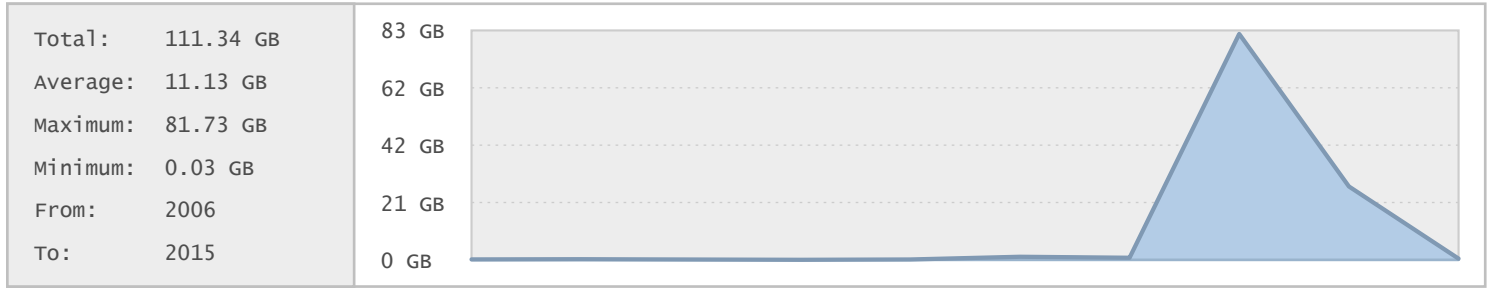 Total: 111.34 GB
Average: 11.13 GB
Maximum: 81.73 GB
Minimum: 0.03 GB
From: 2006
To: 2015
83 GB
62 GB
42 GB
21 GB
0 GB